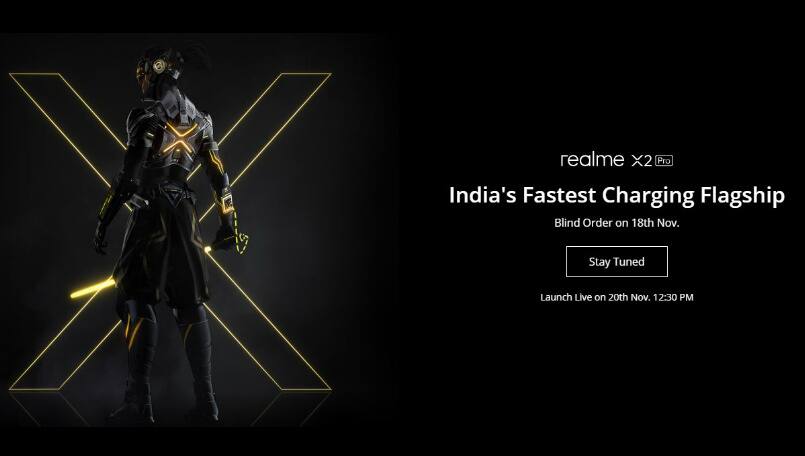 realme X2 Pro
India's Fastest Charging Flagship
Blind Order on 18th Nov.
Stay Tuned
Launch Live on 20th Nov. 12:30 PM